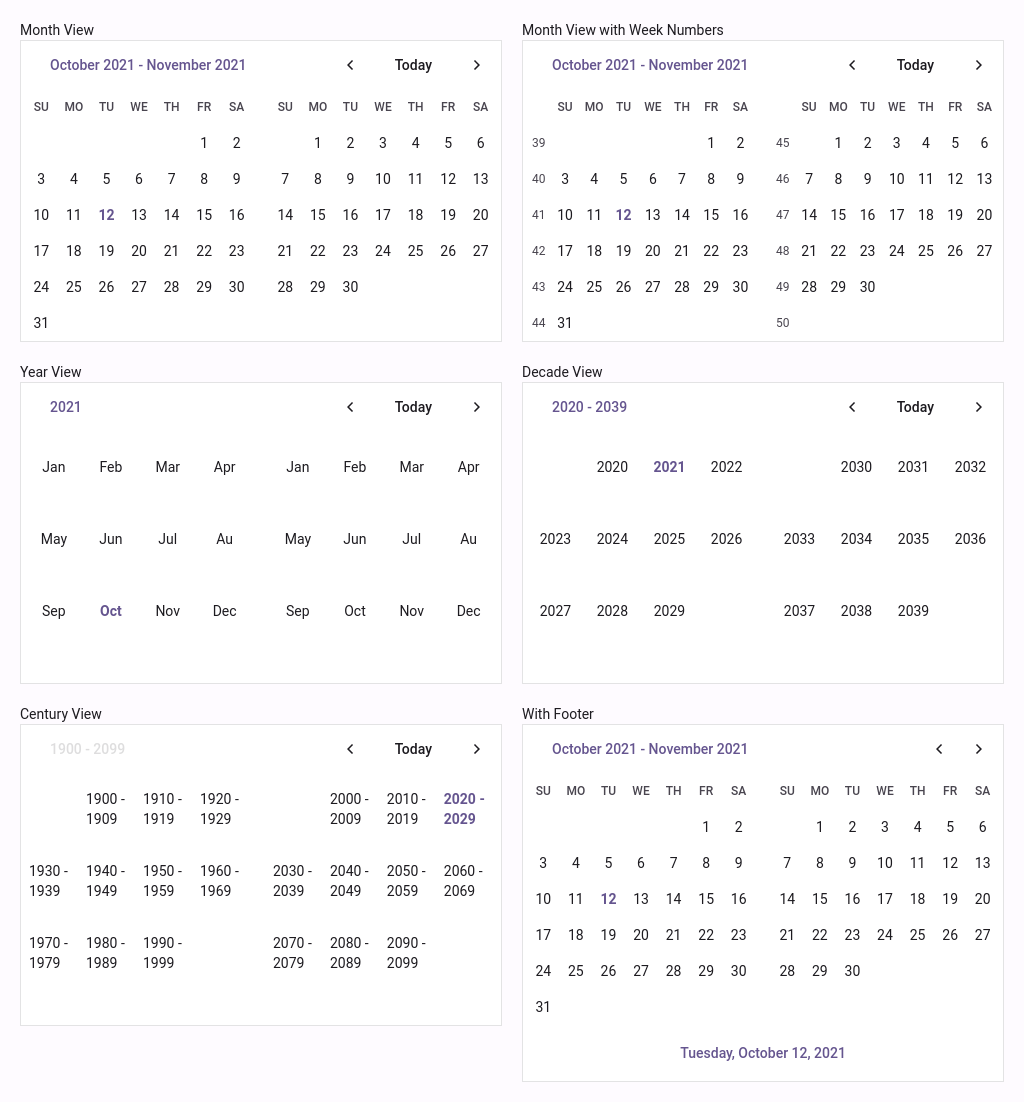 Month View
October 2021 - November 2021 Today
SU MO TU WE TH FR SA SU MO TU WE TH FR SA
1 2 1 2 3 4 5 6
3 4 5 6 7 8 9 7 8 9 10 11 12 13
10 11 12 13 14 15 16 14 15 16 17 18 19 20
17 18 19 20 21 22 23 21 22 23 24 25 26 27
24 25 26 27 28 29 30 28 29 30
31
Month View with Week Numbers
October 2021 - November 2021 Today
SU MO TU WE TH FR SA SU MO TU WE TH FR SA
39 1 2 45 1 2 3 4 5 6
40 3 4 5 6 7 8 9 46 7 8 9 10 11 12 13
41 10 11 12 13 14 15 16 47 14 15 16 17 18 19 20
42 17 18 19 20 21 22 23 48 21 22 23 24 25 26 27
43 24 25 26 27 28 29 30 49 28 29 30
44 31 50
Year View
2021 Today
Jan Feb Mar Apr Jan Feb Mar Apr
May Jun Jul Au May Jun Jul Au
Sep Oct Nov Dec Sep Oct Nov Dec
Decade View
2020 - 2039 Today
2020 2021 2022 2030 2031 2032
2023 2024 2025 2026 2033 2034 2035 2036
2027 2028 2029 2037 2038 2039
Century View
1900 - 2099 Today
1900 - 1910 - 1920 - 2000 - 2010 - 2020 -
1909 1919 1929 2009 2019 2029
1930 - 1940 - 1950 - 1960 - 2030 - 2040 - 2050 - 2060 -
1939 1949 1959 1969 2039 2049 2059 2069
1970 - 1980 - 1990 - 2070 - 2080 - 2090 -
1979 1989 1999 2079 2089 2099
With Footer
October 2021 - November 2021
SU MO TU WE TH FR SA SU MO TU WE TH FR SA
1 2 1 2 3 4 5 6
3 4 5 6 7 8 9 7 8 9 10 11 12 13
10 11 12 13 14 15 16 14 15 16 17 18 19 20
17 18 19 20 21 22 23 21 22 23 24 25 26 27
24 25 26 27 28 29 30 28 29 30
31
Tuesday, October 12, 2021